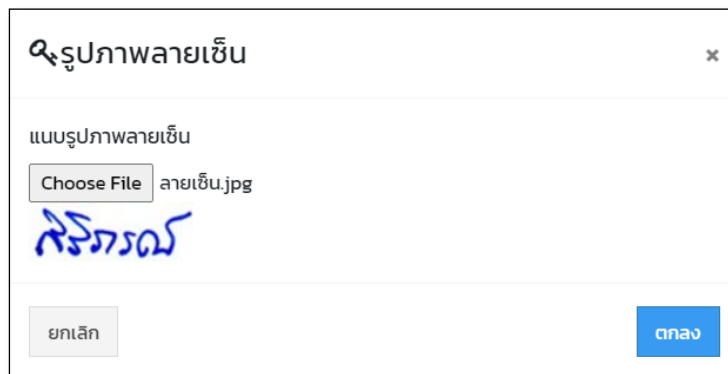 รูปภาพลายเซ็น
×
แนบรูปภาพลายเซ็น
Choose File ลายเซ็น.jpg
สิริภรณ์
ยกเลิก
ตกลง